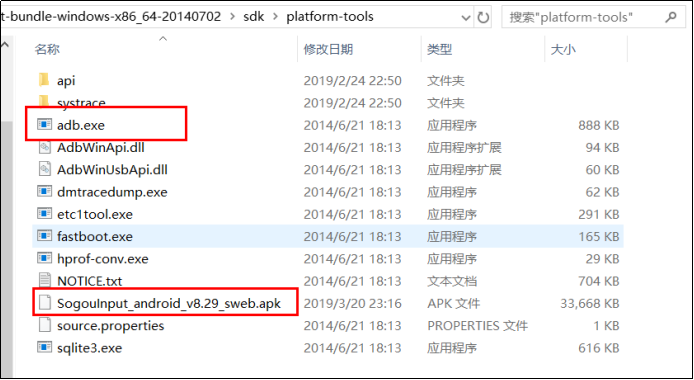 t-bundle-windows-x86_64-20140702 › sdk › platform-tools 搜索"platform-tools"
名称 修改日期 类型 大小
api 2019/2/24 22:50 文件夹
systrace 2019/2/24 22:50 文件夹
adb.exe 2014/6/21 18:13 应用程序 888 KB
AdbWinApi.dll 2014/6/21 18:13 应用程序扩展 94 KB
AdbWinUsbApi.dll 2014/6/21 18:13 应用程序扩展 60 KB
dmtracedump.exe 2014/6/21 18:13 应用程序 62 KB
etc1tool.exe 2014/6/21 18:13 应用程序 291 KB
fastboot.exe 2014/6/21 18:13 应用程序 165 KB
hprof-conv.exe 2014/6/21 18:13 应用程序 29 KB
NOTICE.txt 2014/6/21 18:13 文本文档 704 KB
SogouInput_android_v8.29_sweb.apk 2019/3/20 23:16 APK 文件 33,668 KB
source.properties 2014/6/21 18:13 PROPERTIES 文件 1 KB
sqlite3.exe 2014/6/21 18:13 应用程序 616 KB